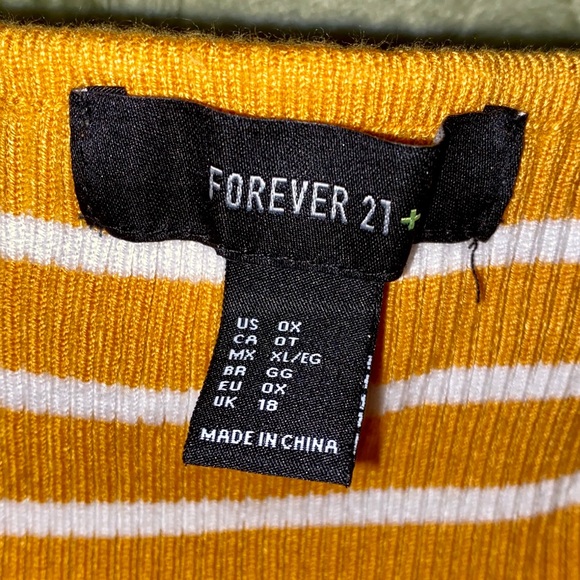 FOREVER 21 +
US 0X
CA 0T
MX XL/EG
BR GG
EU 0X
UK 18
MADE IN CHINA